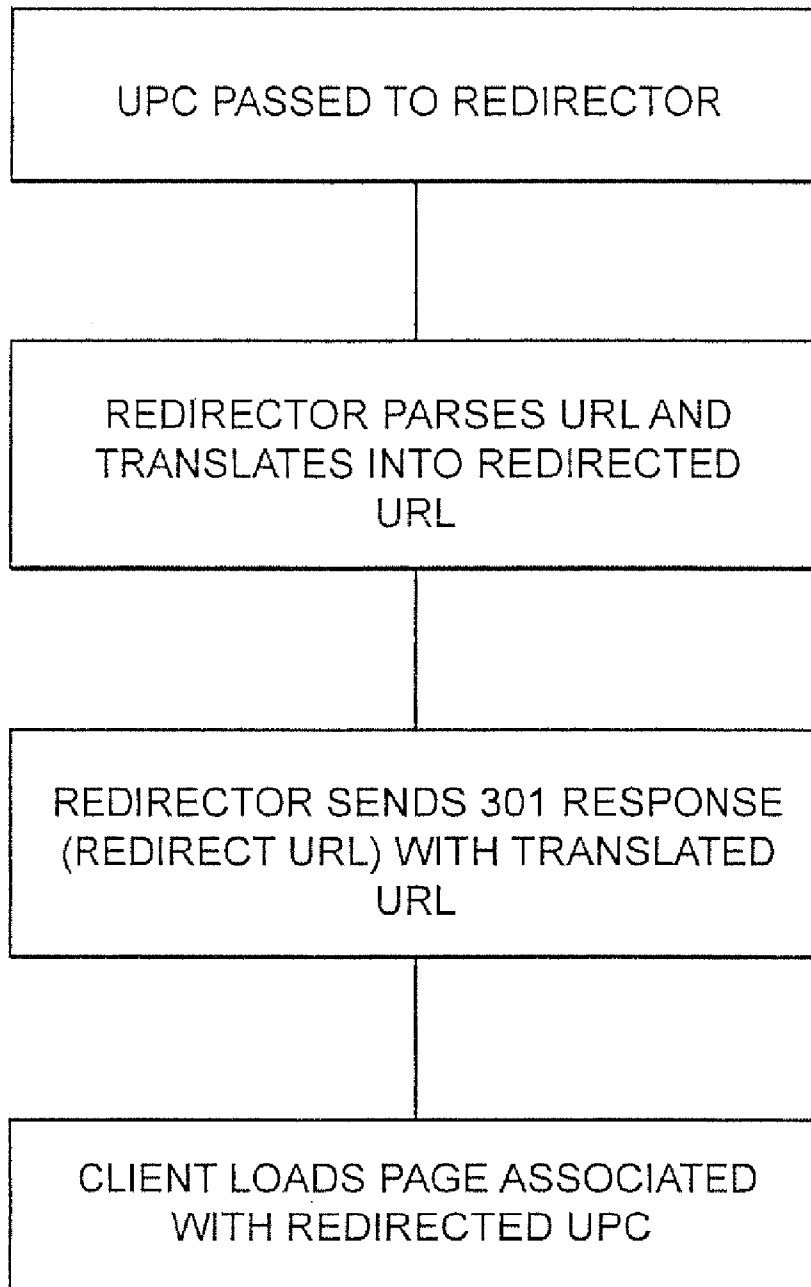 UPC PASSED TO REDIRECTOR
REDIRECTOR PARSES URL AND
TRANSLATES INTO REDIRECTED
URL
REDIRECTOR SENDS 301 RESPONSE
(REDIRECT URL) WITH TRANSLATED
URL
CLIENT LOADS PAGE ASSOCIATED
WITH REDIRECTED UPC